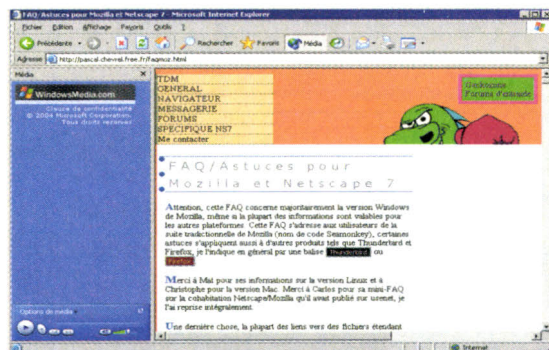 FAQ/Astuces pour Mozilla et Netscape 7 - Microsoft Internet Explorer
Fichier Edition Affichage Favoris Outils ?
Précédente Rechercher Favoris Média
Adresse http://pascal.chevrel.free.fr/faqmoz.html
Média
WindowsMedia.com
Clause de confidentialité
© 2004 Microsoft Corporation.
Tous droits réservés
Options de média
TDM
GENERAL
NAVIGATEUR
MESSAGERIE
FORUMS
SPECIFIQUE NS7
Me contacter
Geckozone
Forums d'entraide
FAQ/Astuces pour
Mozilla et Netscape 7
Attention, cette FAQ concerne majoritairement la version Windows
de Mozilla, même si la plupart des informations sont valables pour
les autres plateformes. Cette FAQ s'adresse aux utilisateurs de la
suite traditionnelle de Mozilla (nom de code Seamonkey), certaines
astuces s'appliquent aussi à d'autres produits tels que Thunderbird et
Firefox, je l'indique en général par une balise Thunderbird ou
Firefox
Merci à Mat pour ses informations sur la version Linux et à
Christophe pour la version Mac. Merci à Carlos pour sa mini-FAQ
sur la cohabitation Netscape/Mozilla qu'il avait publié sur usenet, je
l'ai reprise intégralement.
Une dernière chose, la plupart des liens vers des fichiers étendant
Internet